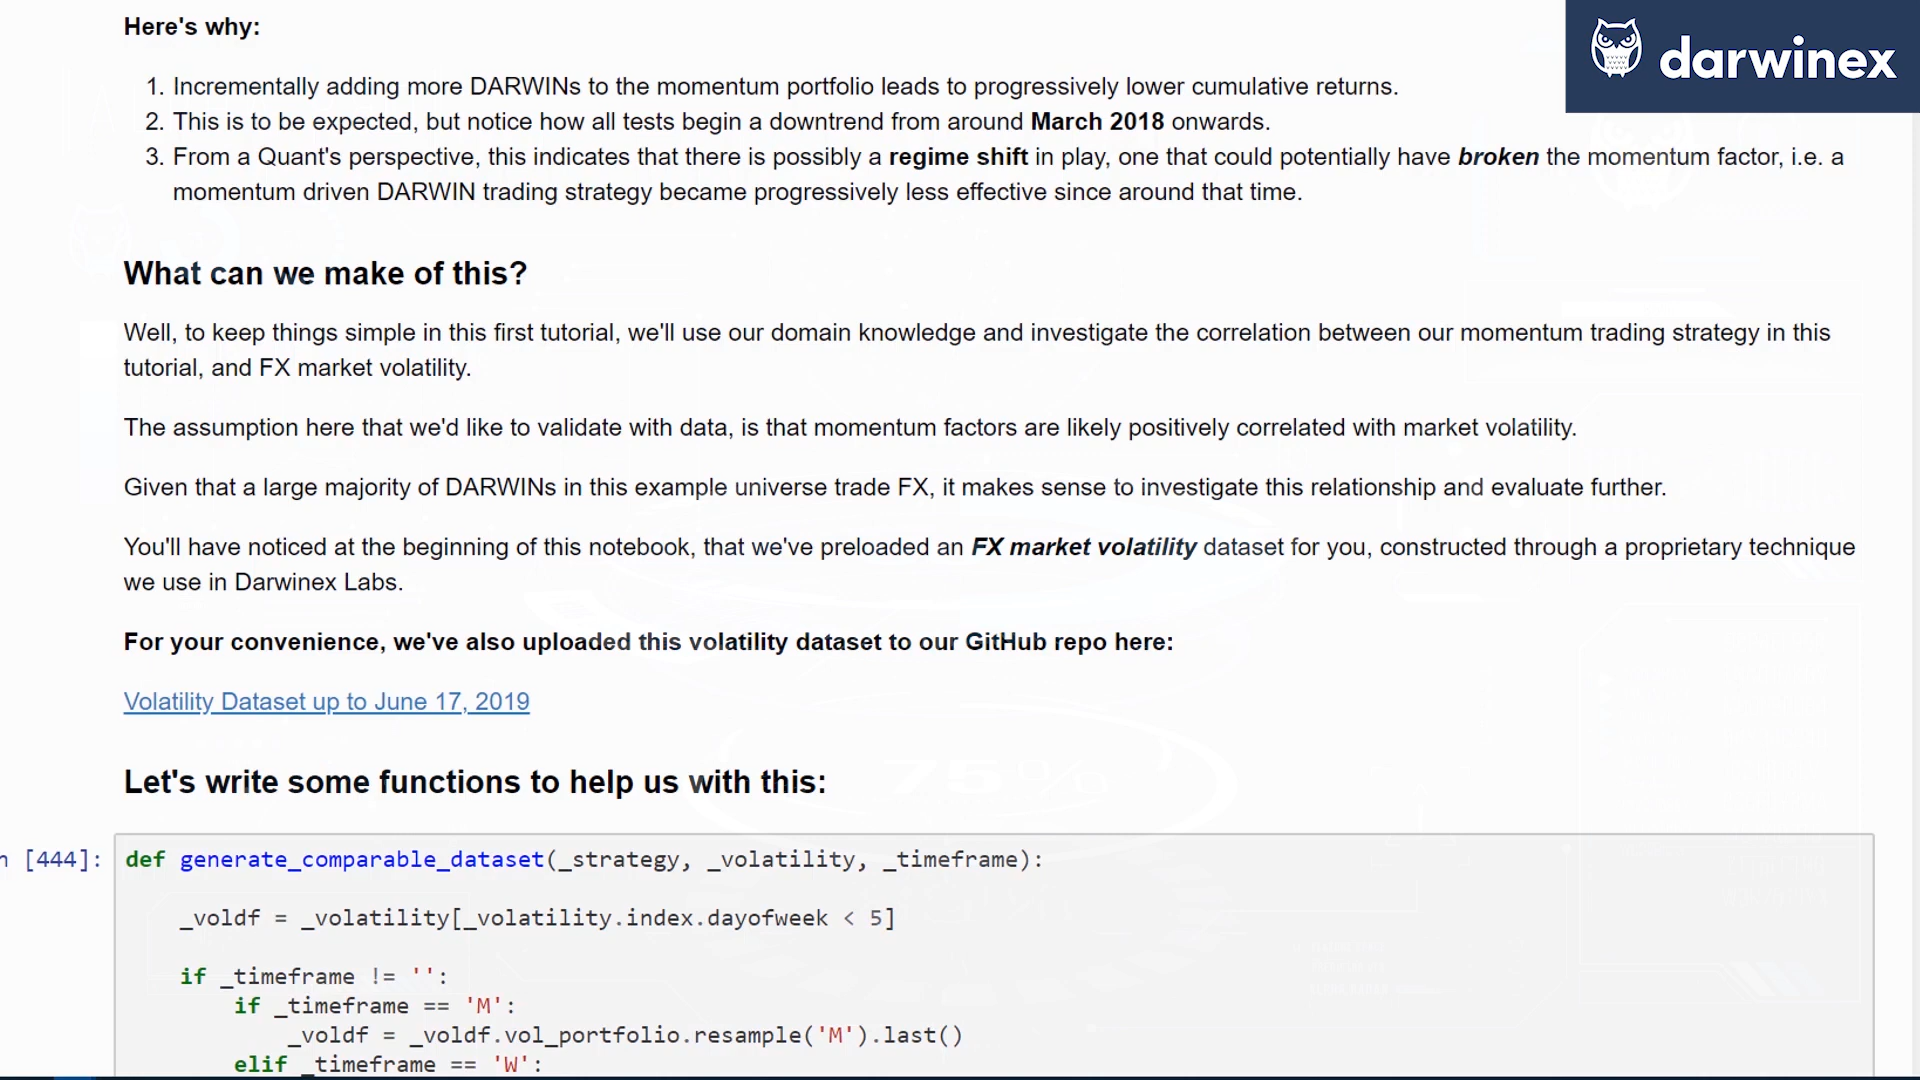 Here's why:
darwinex
1. Incrementally adding more DARWINs to the momentum portfolio leads to progressively lower cumulative returns.
2. This is to be expected, but notice how all tests begin a downtrend from around March 2018 onwards.
3. From a Quant's perspective, this indicates that there is possibly a regime shift in play, one that could potentially have broken the momentum factor, i.e. a
momentum driven DARWIN trading strategy became progressively less effective since around that time.
What can we make of this?
Well, to keep things simple in this first tutorial, we'll use our domain knowledge and investigate the correlation between our momentum trading strategy in this
tutorial, and FX market volatility.
The assumption here that we'd like to validate with data, is that momentum factors are likely positively correlated with market volatility.
Given that a large majority of DARWINs in this example universe trade FX, it makes sense to investigate this relationship and evaluate further.
You'll have noticed at the beginning of this notebook, that we've preloaded an FX market volatility dataset for you, constructed through a proprietary technique
we use in Darwinex Labs.
For your convenience, we've also uploaded this volatility dataset to our GitHub repo here:
Volatility Dataset up to June 17, 2019
75%
Let's write some functions to help us with this:
n [444]: def generate_comparable_dataset(_strategy, _volatility, _timeframe):
_voldf = _volatility[_volatility.index.dayofweek < 5]
if _timeframe != '':
if _timeframe == 'M':
_voldf = _voldf.vol_portfolio.resample('M').last()
elif _timeframe == 'W':